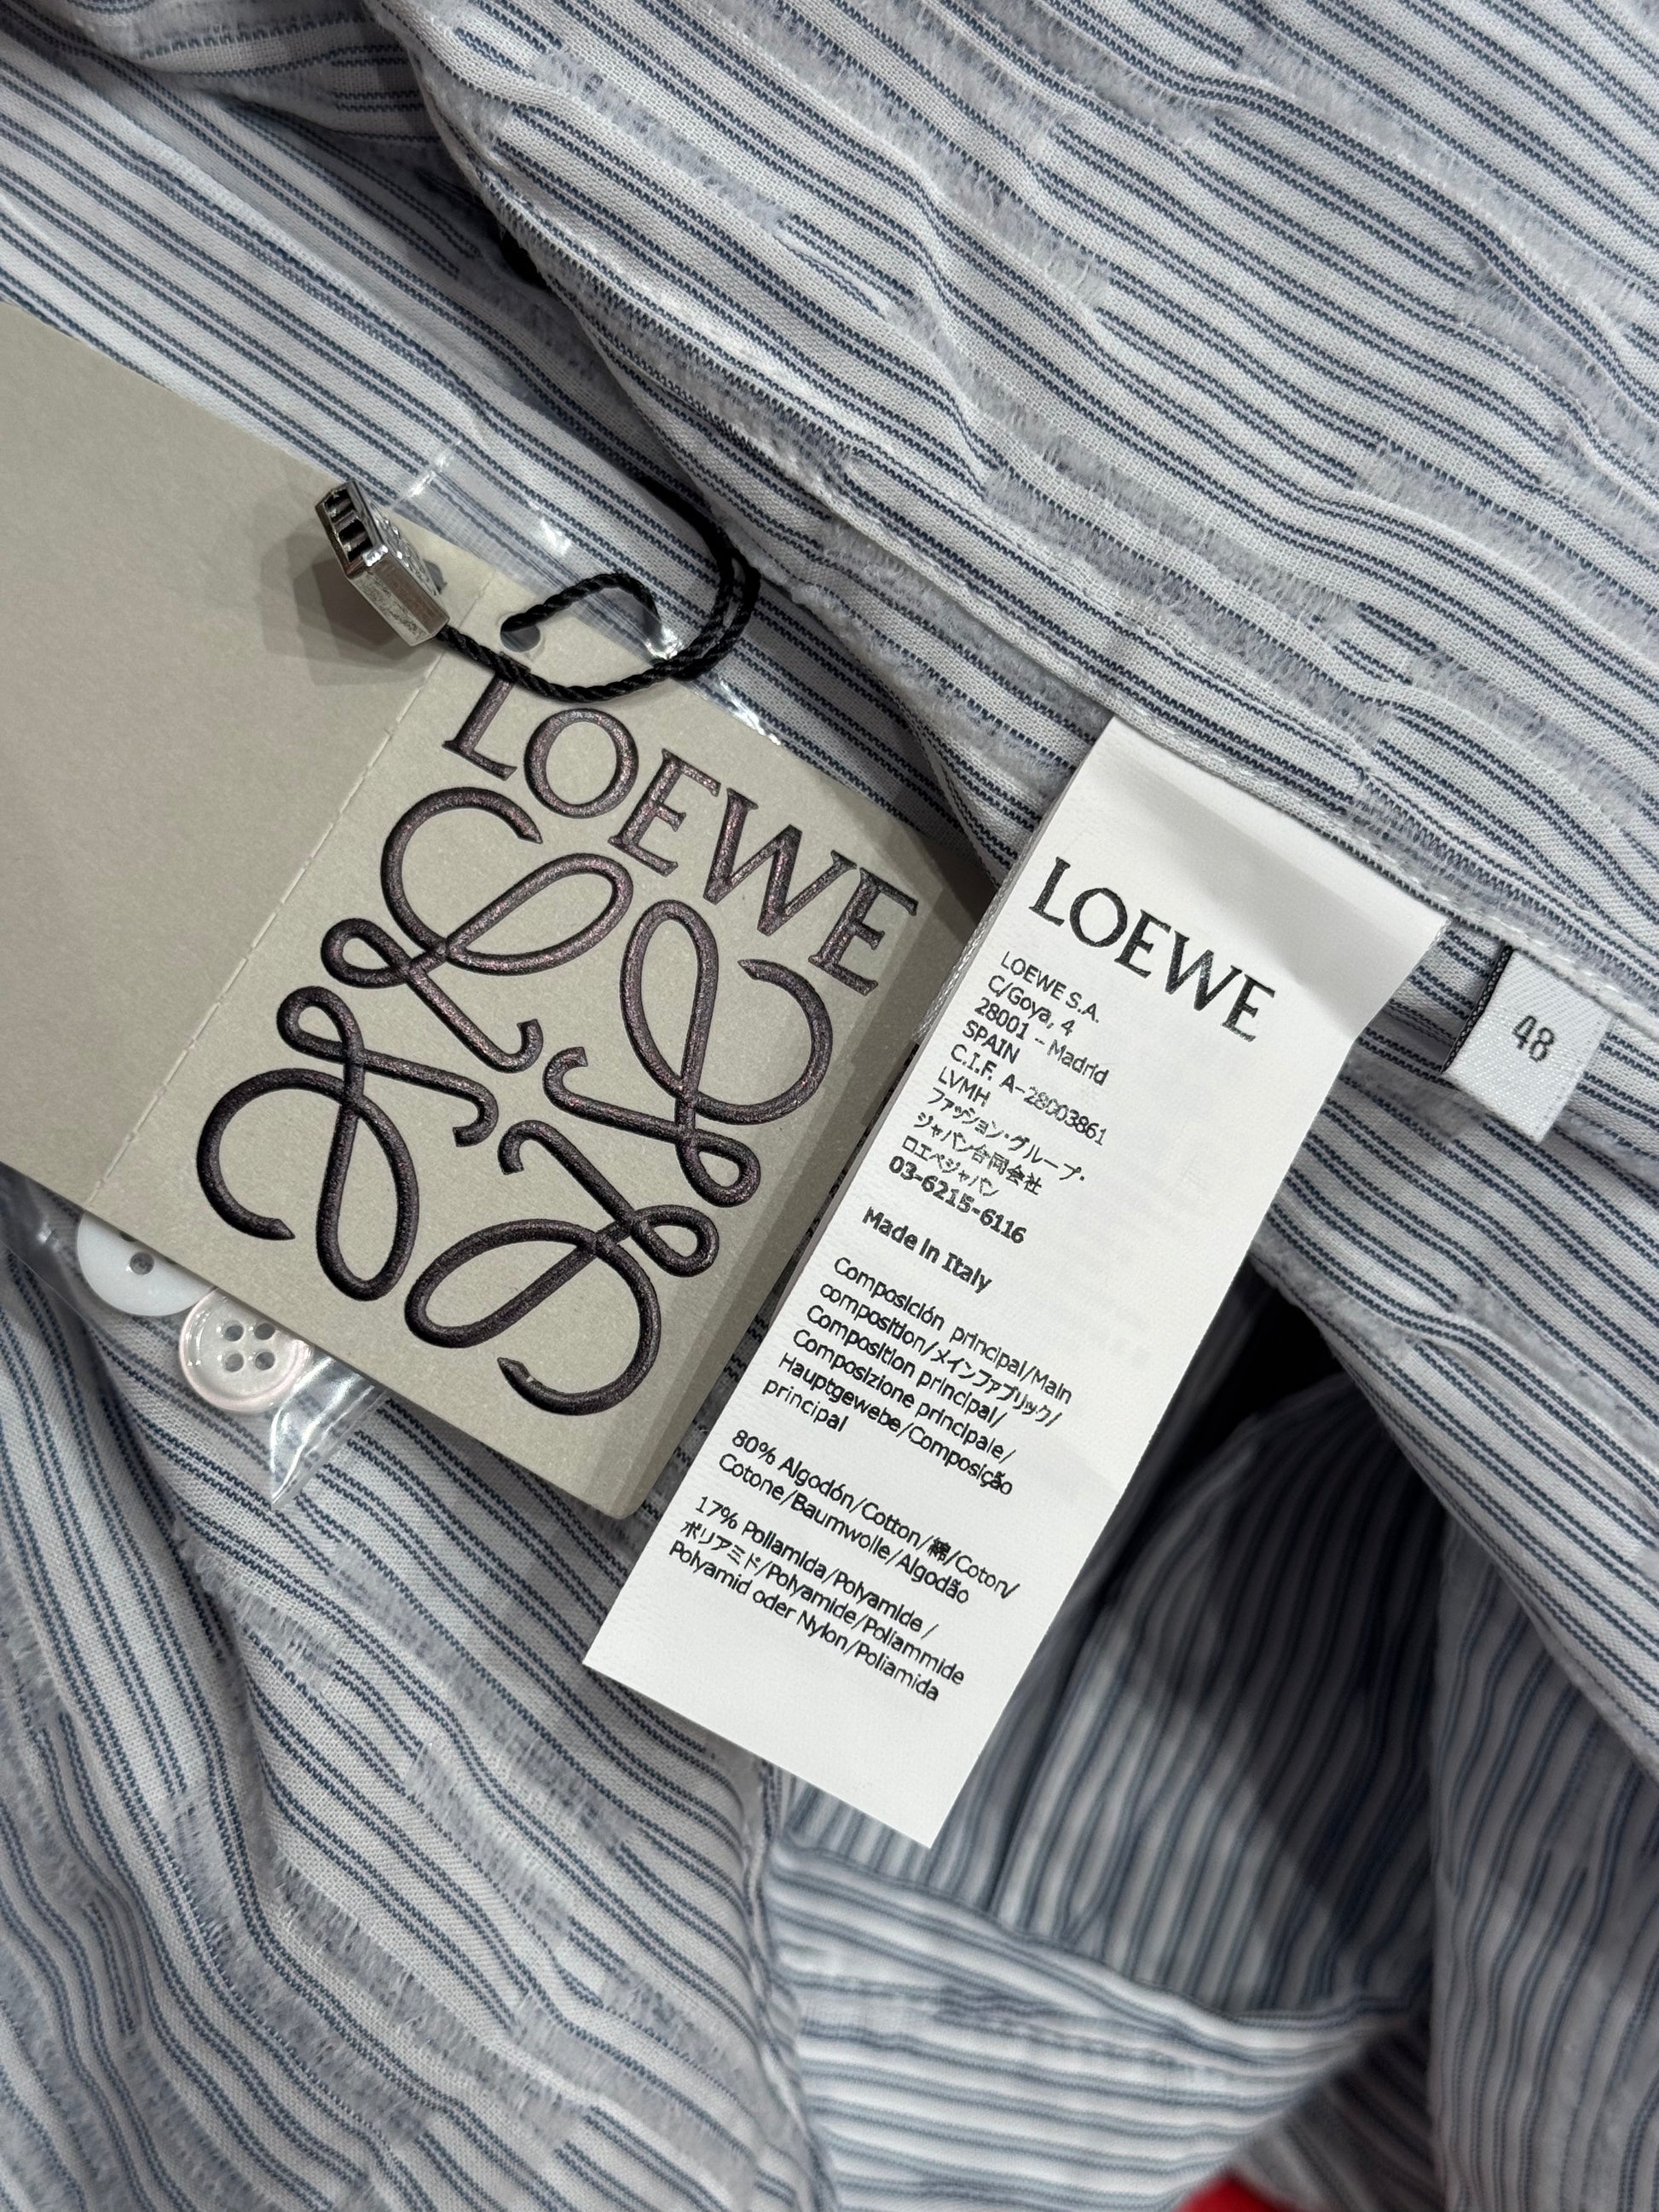 LOEWE
LOEWE
LOEWE S.A.
C/Goya, 4
28001 - Madrid
SPAIN
C.I.F. A-28003861
LVMH
ファッション・グループ・
ジャパン合同会社
ロエベジャパン
03-6215-6116
Made in Italy
Composición principal/Main
composition/メインファブリック/
Composition principal/
Composizione principale/
Hauptgewebe/Composição
principal
80% Algodón/Cotton/綿/Coton/
Cotone/Baumwolle/Algodão
17% Poliamida/Polyamide /
ポリアミド/Polyamide/Poliammide
Polyamid oder Nylon/Poliamida
48